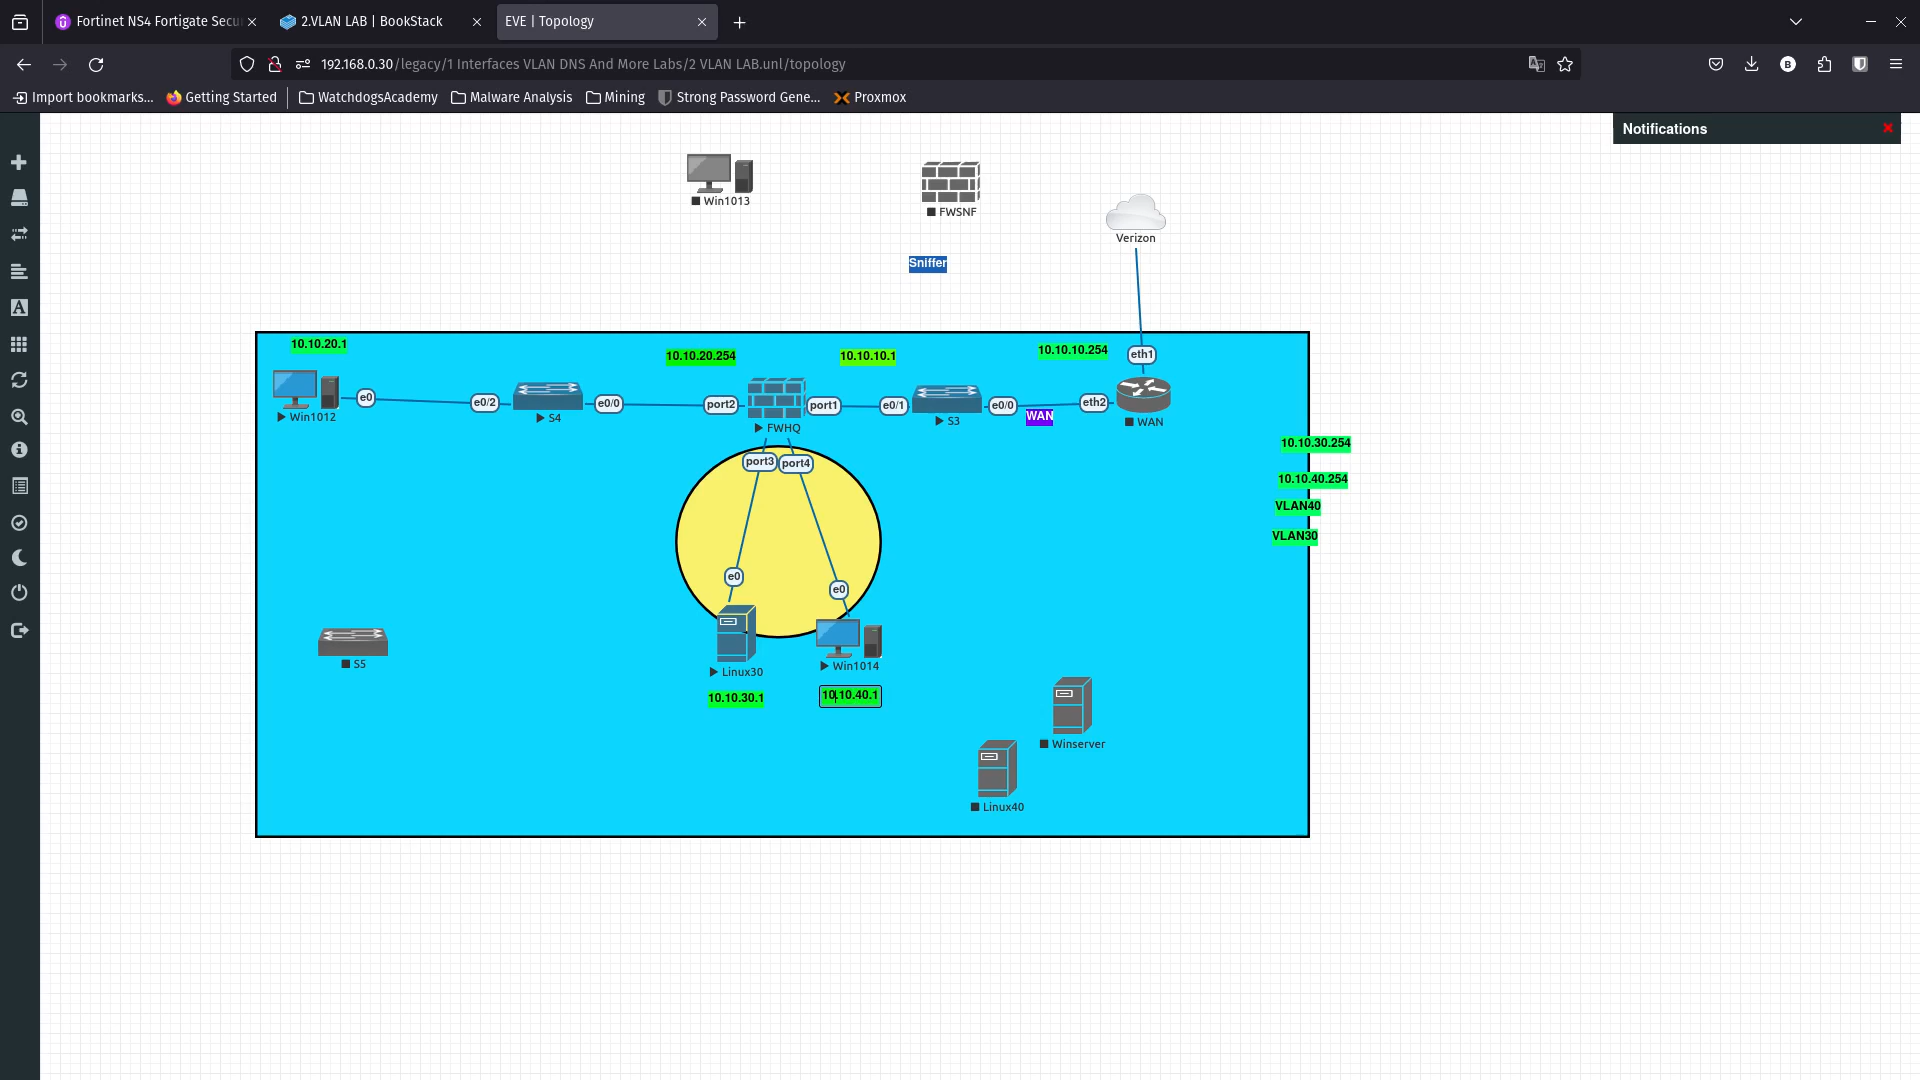 Fortinet NS4 Fortigate Secu
2.VLAN LAB | BookStack
EVE | Topology
192.168.0.30/legacy/1 Interfaces VLAN DNS And More Labs/2 VLAN LAB.unl/topology
Import bookmarks...
Getting Started
WatchdogsAcademy
Malware Analysis
Mining
Strong Password Gene...
Proxmox
Notifications
Win1013
FWSNF
Verizon
Sniffer
10.10.20.1
10.10.20.254
10.10.10.1
10.10.10.254
eth1
Win1012
e0
e0/2
S4
e0/0
port2
FWHQ
port1
e0/1
S3
e0/0
WAN
eth2
WAN
10.10.30.254
10.10.40.254
VLAN40
VLAN30
port3
port4
e0
e0
S5
Linux30
Win1014
10.10.30.1
10.10.40.1
Winserver
Linux40